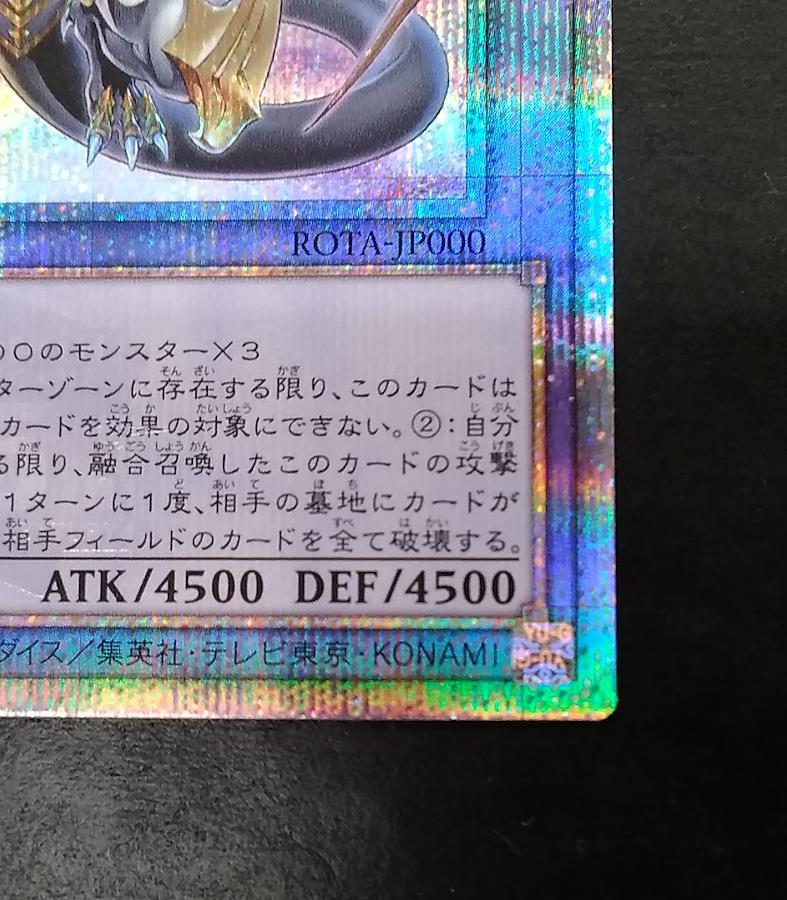 ROTA-JP000
０のモンスター×３
ターゾーンに存在する限り、このカードは
カードを効果の対象にできない。②：自分
る限り、融合召喚したこのカードの攻撃
１ターンに１度、相手の墓地にカードが
相手フィールドのカードを全て破壊する。
ATK/4500 DEF/4500
ダイス／集英社・テレビ東京・KONAMI